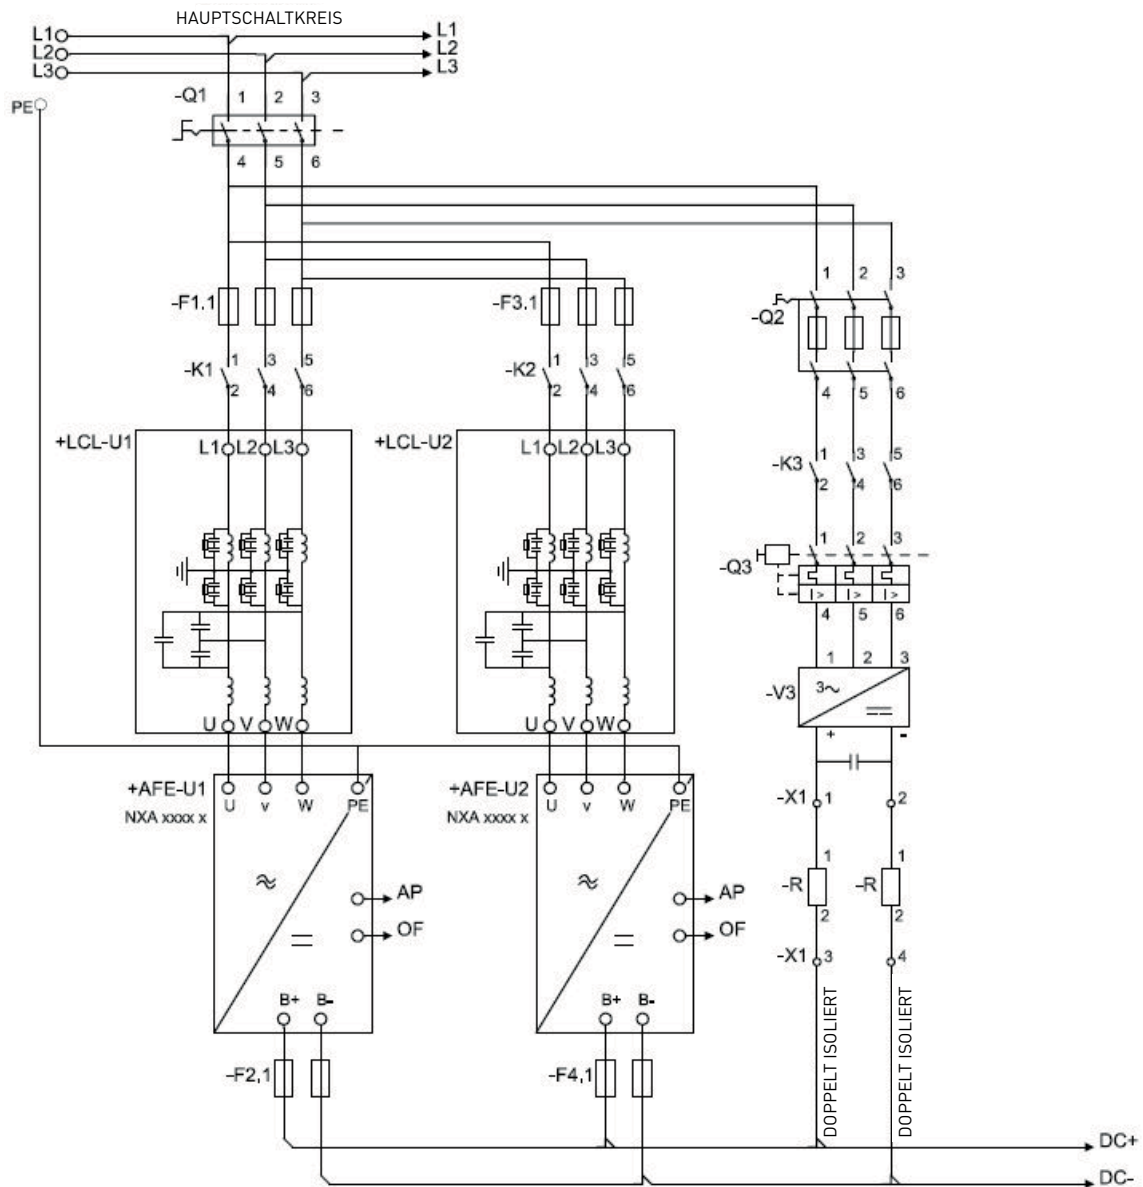 HAUPTSCHALTKREIS
L1 L1
L2 L2
L3 L3
PE
-Q1 1 2 3
4 5 6
1 2 3
-F1.1 -F3.1 -Q2
-K1 1 3 5 -K2 1 3 5
2 4 6 2 4 6
4 5 6
+LCL-U1 L1 L2 L3 +LCL-U2 L1 L2 L3
-K3 1 3 5
2 4 6
1 2 3
-Q3
I> I> I>
4 5 6
1 2 3
-V3 3~
U V W U V W
+ -
+AFE-U1 U v W PE +AFE-U2 U v W PE
NXA xxxx x NXA xxxx x
-X1 1 2
1 1
-R -R
2 2
AP AP
OF OF
-X1 3 4
B+ B- B+ B-
DOPPELT ISOLIERT
DOPPELT ISOLIERT
-F2,1 -F4,1
DC+
DC-